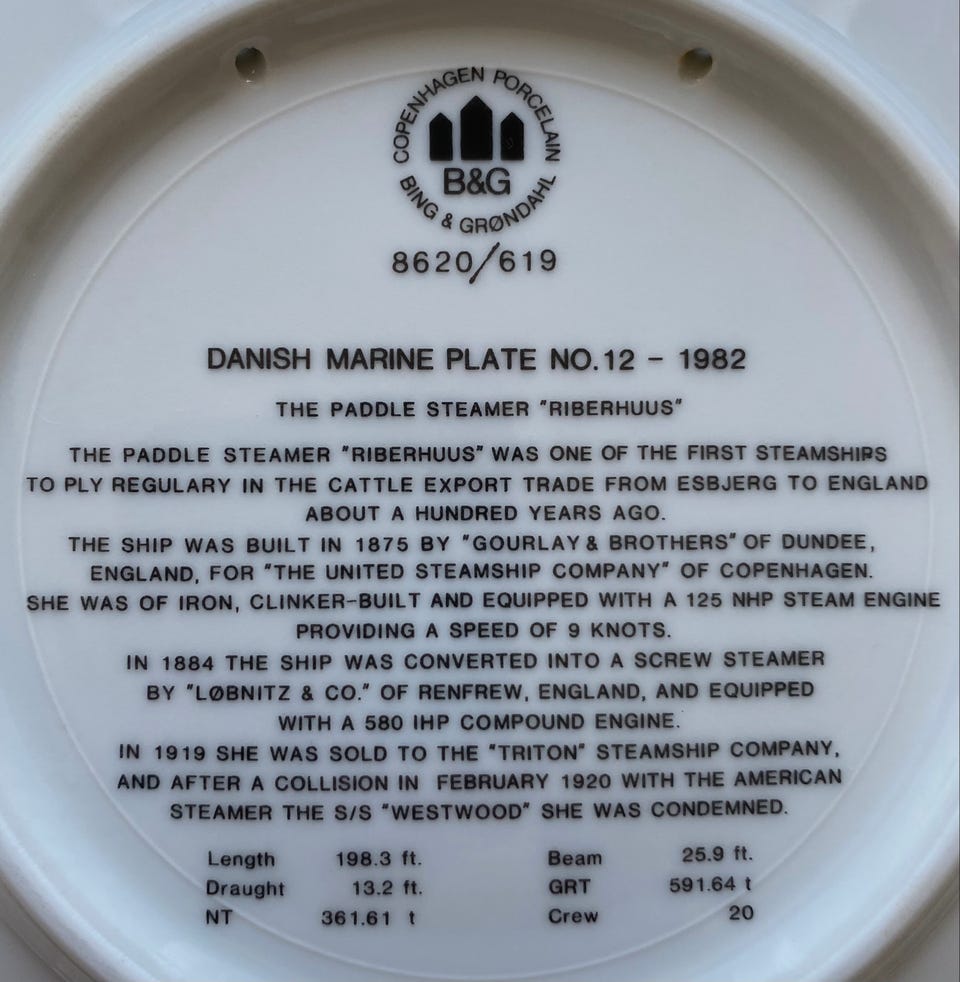 COPENHAGEN PORCELAIN
B&G
BING & GRØNDAHL
8620/619
DANISH MARINE PLATE NO.12 - 1982
THE PADDLE STEAMER "RIBERHUUS"
THE PADDLE STEAMER "RIBERHUUS" WAS ONE OF THE FIRST STEAMSHIPS
TO PLY REGULARY IN THE CATTLE EXPORT TRADE FROM ESBJERG TO ENGLAND
ABOUT A HUNDRED YEARS AGO.
THE SHIP WAS BUILT IN 1875 BY "GOURLAY & BROTHERS" OF DUNDEE,
ENGLAND, FOR "THE UNITED STEAMSHIP COMPANY" OF COPENHAGEN.
SHE WAS OF IRON, CLINKER-BUILT AND EQUIPPED WITH A 125 NHP STEAM ENGINE
PROVIDING A SPEED OF 9 KNOTS.
IN 1884 THE SHIP WAS CONVERTED INTO A SCREW STEAMER
BY "LØBNITZ & CO." OF RENFREW, ENGLAND, AND EQUIPPED
WITH A 580 IHP COMPOUND ENGINE.
IN 1919 SHE WAS SOLD TO THE "TRITON" STEAMSHIP COMPANY,
AND AFTER A COLLISION IN FEBRUARY 1920 WITH THE AMERICAN
STEAMER THE S/S "WESTWOOD" SHE WAS CONDEMNED.
Length 198.3 ft. Beam 25.9 ft.
Draught 13.2 ft. GRT 591.64 t
NT 361.61 t Crew 20